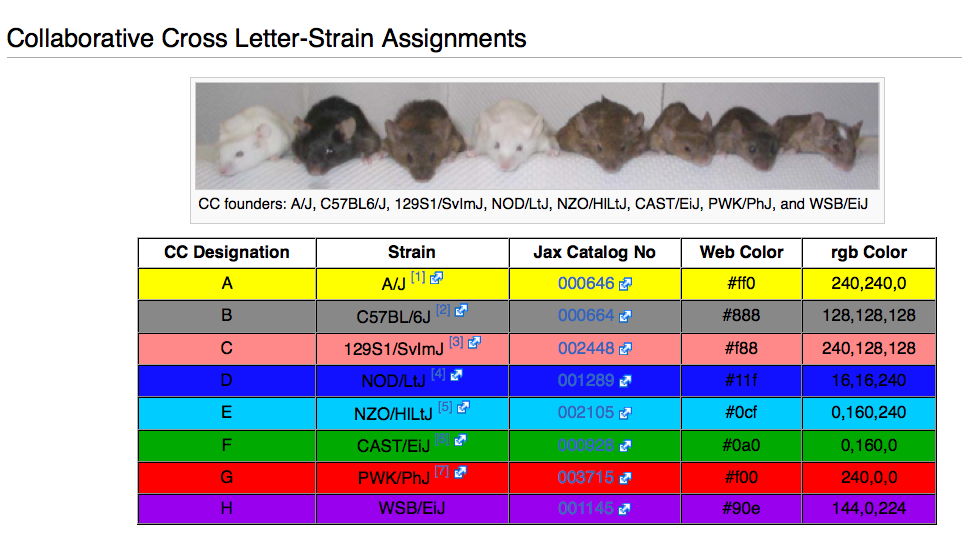 Collaborative Cross Letter-Strain Assignments
CC founders: A/J, C57BL6/J, 129S1/SvImJ, NOD/LtJ, NZO/HlLtJ, CAST/EiJ, PWK/PhJ, and WSB/EiJ
CC Designation Strain Jax Catalog No Web Color rgb Color
A A/J [1] 000646 #ff0 240,240,0
B C57BL/6J [2] 000664 #888 128,128,128
C 129S1/SvImJ [3] 002448 #f88 240,128,128
D NOD/LtJ [4] 001289 #11f 16,16,240
E NZO/HlLtJ [5] 002105 #0cf 0,160,240
F CAST/EiJ [6] 000928 #0a0 0,160,0
G PWK/PhJ [7] 003715 #f00 240,0,0
H WSB/EiJ 001145 #90e 144,0,224